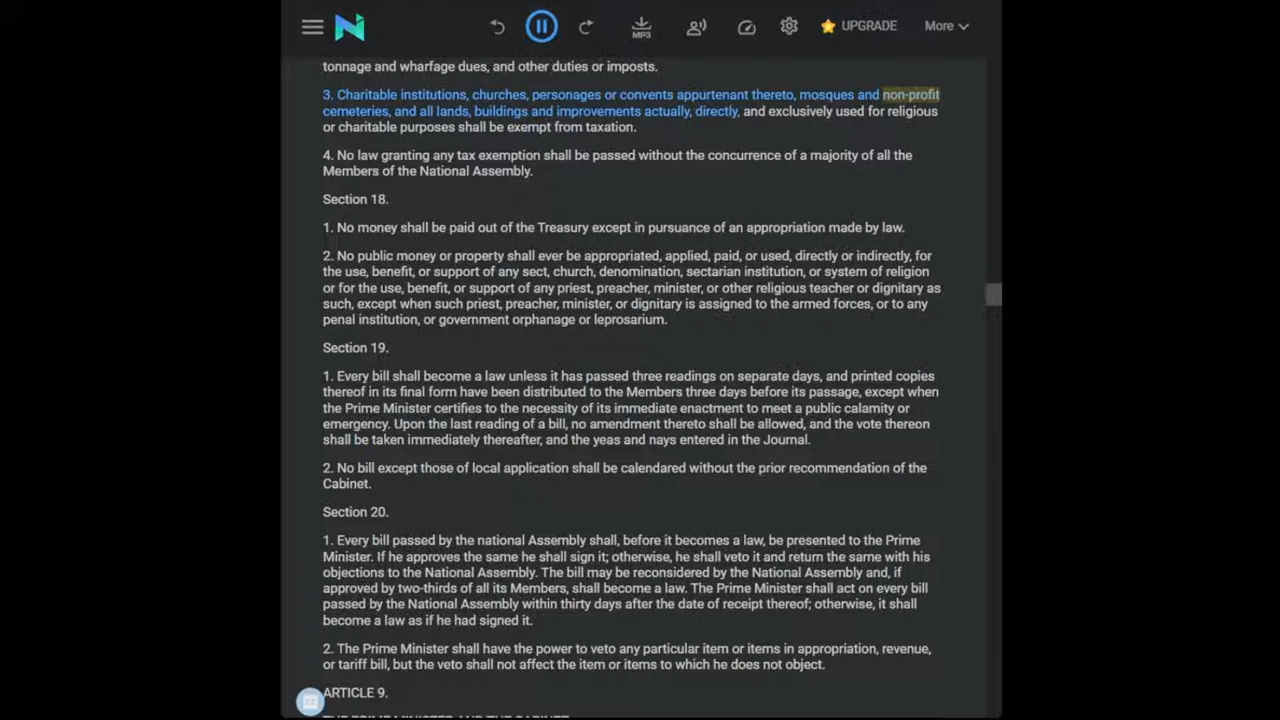 MP3
UPGRADE
More
tonnage and wharfage dues, and other duties or imposts.
3. Charitable institutions, churches, personages or convents appurtenant thereto, mosques and non-profit
cemeteries, and all lands, buildings and improvements actually, directly, and exclusively used for religious
or charitable purposes shall be exempt from taxation.
4. No law granting any tax exemption shall be passed without the concurrence of a majority of all the
Members of the National Assembly.
Section 18.
1. No money shall be paid out of the Treasury except in pursuance of an appropriation made by law.
2. No public money or property shall ever be appropriated, applied, paid, or used, directly or indirectly, for
the use, benefit, or support of any sect, church, denomination, sectarian institution, or system of religion
or for the use, benefit, or support of any priest, preacher, minister, or other religious teacher or dignitary as
such, except when such priest, preacher, minister, or dignitary is assigned to the armed forces, or to any
penal institution, or government orphanage or leprosarium.
Section 19.
1. Every bill shall become a law unless it has passed three readings on separate days, and printed copies
thereof in its final form have been distributed to the Members three days before its passage, except when
the Prime Minister certifies to the necessity of its immediate enactment to meet a public calamity or
emergency. Upon the last reading of a bill, no amendment thereto shall be allowed, and the vote thereon
shall be taken immediately thereafter, and the yeas and nays entered in the Journal.
2. No bill except those of local application shall be calendared without the prior recommendation of the
Cabinet.
Section 20.
1. Every bill passed by the national Assembly shall, before it becomes a law, be presented to the Prime
Minister. If he approves the same he shall sign it; otherwise, he shall veto it and return the same with his
objections to the National Assembly. The bill may be reconsidered by the National Assembly and, if
approved by two-thirds of all its Members, shall become a law. The Prime Minister shall act on every bill
passed by the National Assembly within thirty days after the date of receipt thereof; otherwise, it shall
become a law as if he had signed it.
2. The Prime Minister shall have the power to veto any particular item or items in appropriation, revenue,
or tariff bill, but the veto shall not affect the item or items to which he does not object.
ARTICLE 9.
THE PRIME MINISTER AND THE CABINET